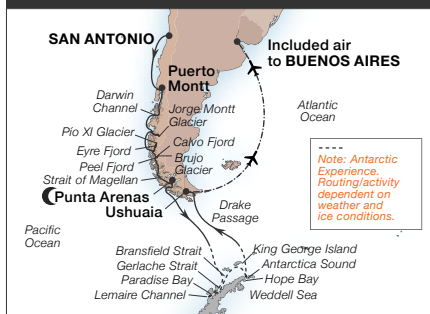 SAN ANTONIO
Included air
to BUENOS AIRES
Puerto
Montt
Darwin
Channel
Jorge Montt
Glacier
Atlantic
Ocean
Pío XI Glacier
Calvo Fjord
Eyre Fjord
Brujo
Glacier
Peel Fjord
Strait of Magellan
Punta Arenas
Ushuaia
Note: Antarctic
Experience.
Routing/activity
dependent on
weather and
ice conditions.
Drake
Passage
Pacific
Ocean
Bransfield Strait
King George Island
Gerlache Strait
Antarctica Sound
Paradise Bay
Hope Bay
Lemaire Channel
Weddell Sea